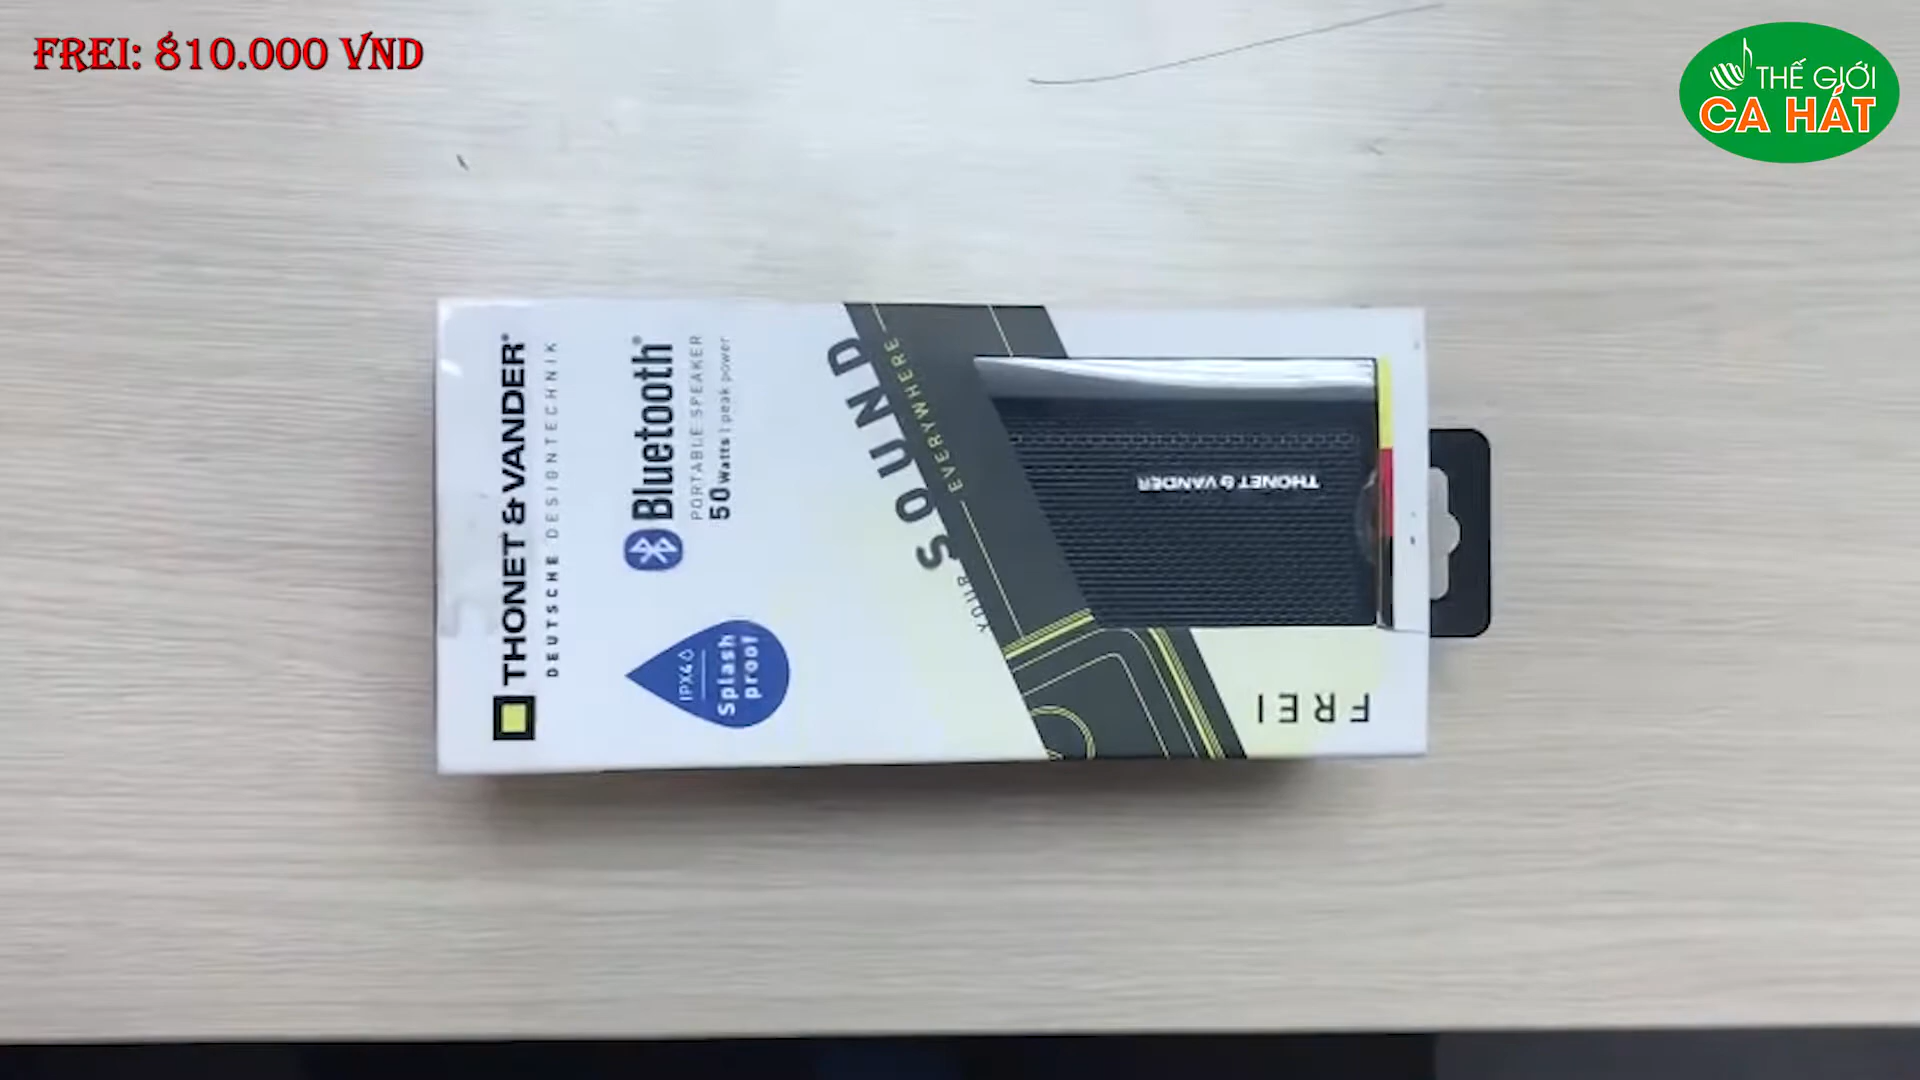 FREI: 810.000 VND
THẾ GIỚI
CA HÁT
THONET & VANDER®
DEUTSCHE DESIGNTECHNIK
Bluetooth®
PORTABLE SPEAKER
50 Watts | peak power
IPX4
Splash
proof
YOUR
SOUND
EVERYWHERE
THONET & VANDER
FREI